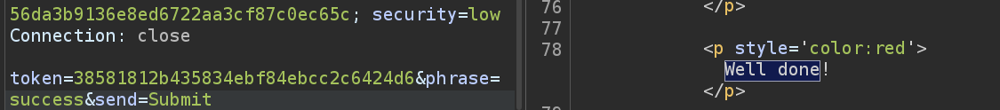 56da3b9136e8ed6722aa3cf87c0ec65c; security=low
Connection: close
token=38581812b435834ebf84ebcc2c6424d6&phrase=
success&send=Submit
76 </p>
77
78 <p style='color:red'>
Well done!
</p>